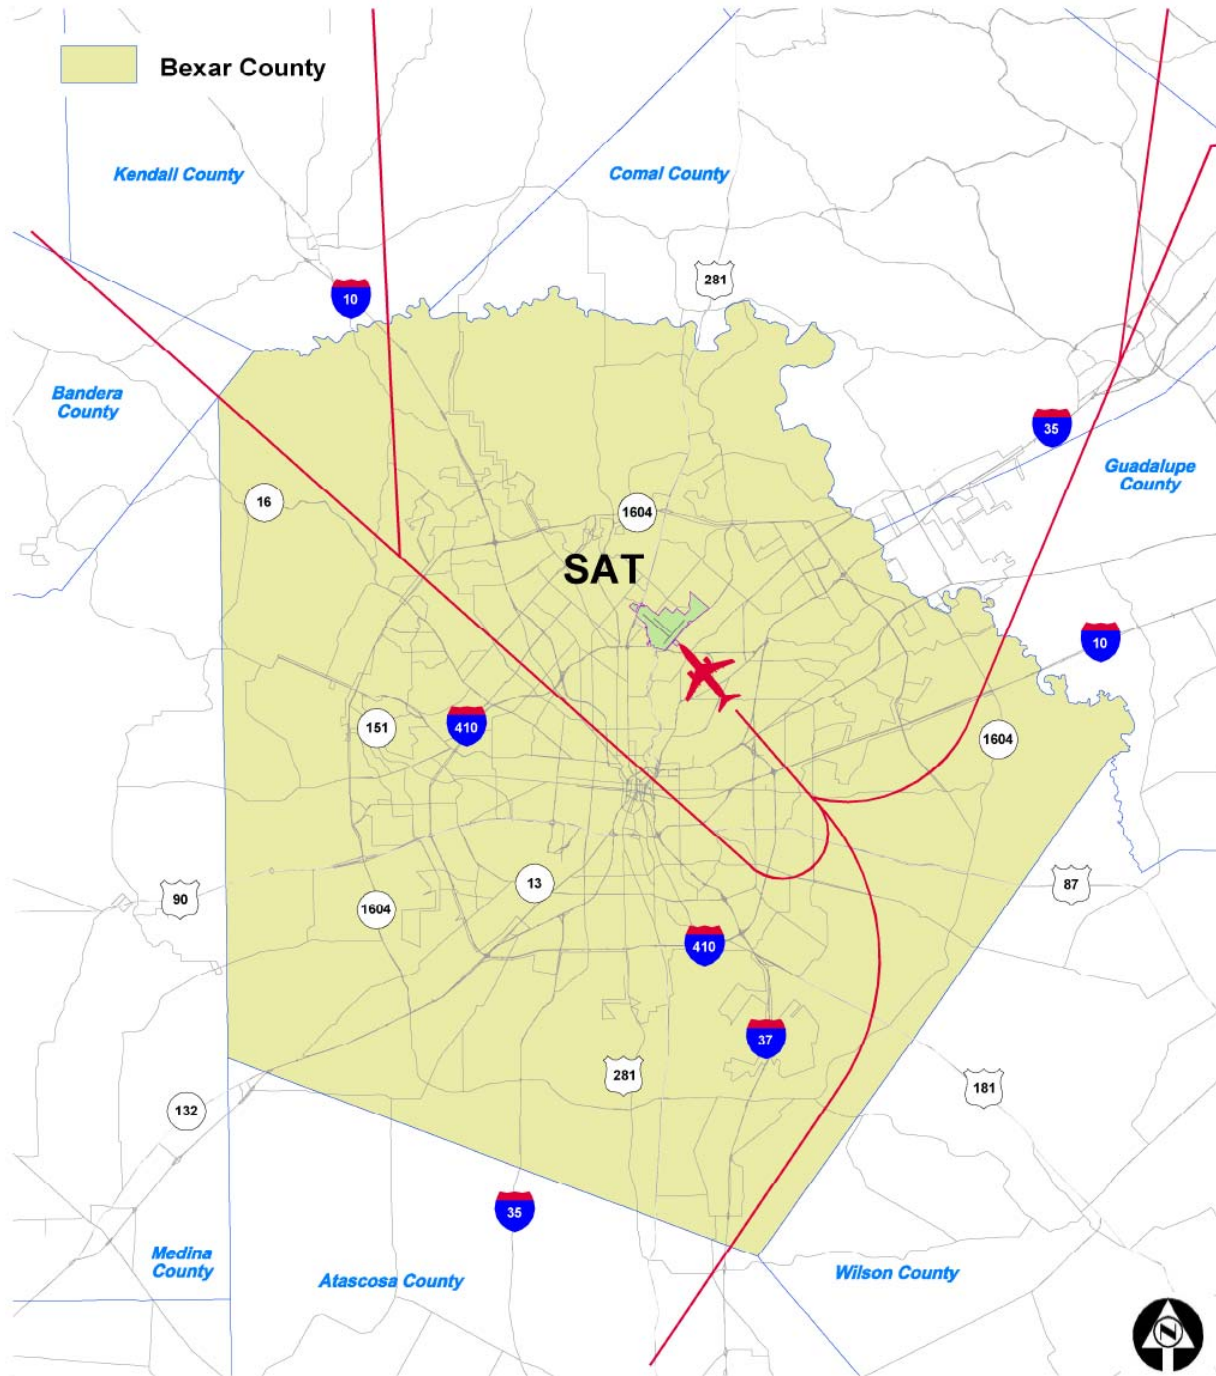 Bexar County
Kendall County
Comal County
281
10
Bandera
County
35
Guadalupe
County
16
1604
SAT
10
151
410
1604
13
90
87
1604
410
37
281
181
132
35
Medina
County
Atascosa County
Wilson County
N